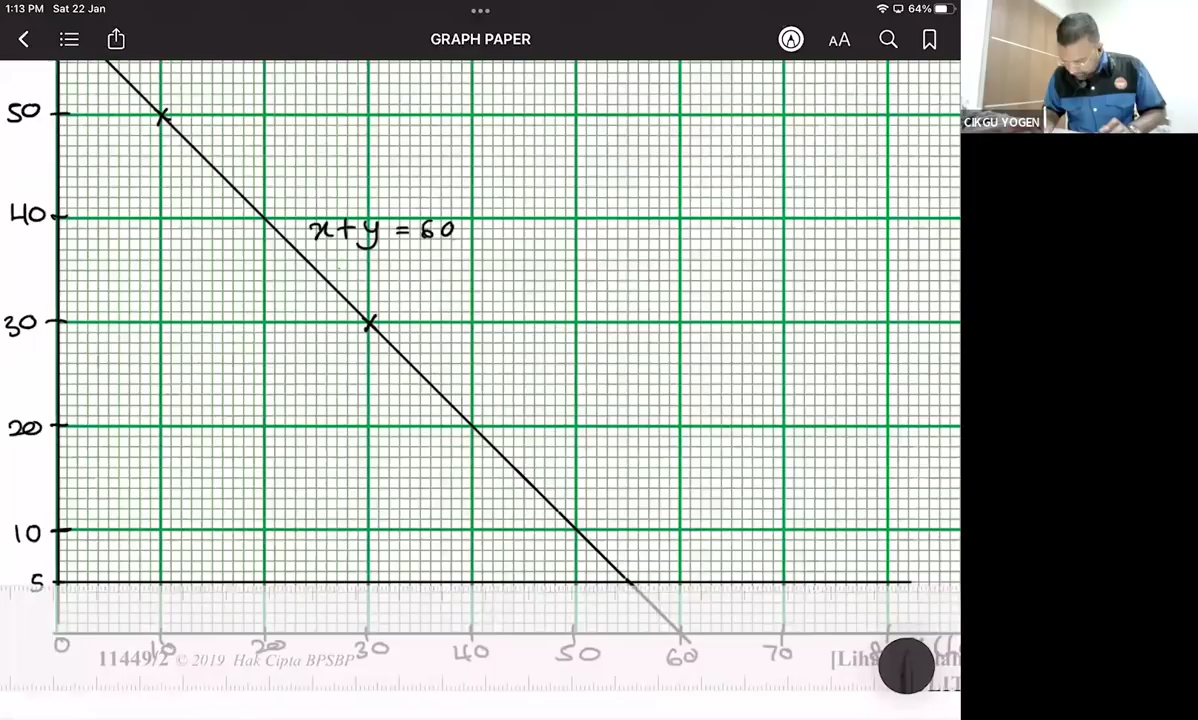 1:13 PM Sat 22 Jan
64%
GRAPH PAPER
AA
CIKGU YOGEN
50
40
x+y = 60
30
20
10
5
0 10 20 30 40 50 60 70
11449/2 © 2019 Hak Cipta BPSBP